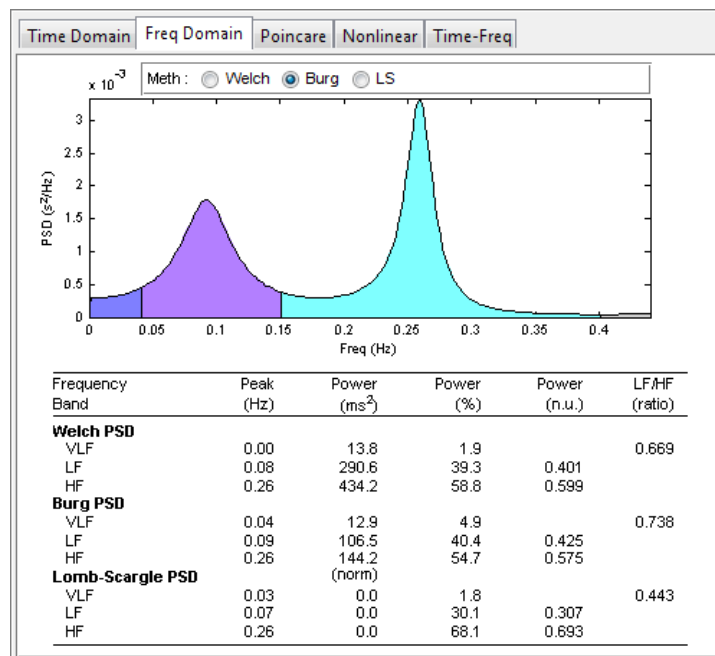 Time Domain Freq Domain Poincare Nonlinear Time-Freq
x 10^-3 Meth : Welch Burg LS
PSD (s²/Hz)
3
2.5
2
1.5
1
0.5
0
0 0.05 0.1 0.15 0.2 0.25 0.3 0.35 0.4
Freq (Hz)
Frequency Peak Power Power Power LF/HF
Band (Hz) (ms²) (%) (n.u.) (ratio)
Welch PSD
VLF 0.00 13.8 1.9 0.669
LF 0.08 290.6 39.3 0.401
HF 0.26 434.2 58.8 0.599
Burg PSD
VLF 0.04 12.9 4.9 0.738
LF 0.09 106.5 40.4 0.425
HF 0.26 144.2 54.7 0.575
Lomb-Scargle PSD (norm)
VLF 0.03 0.0 1.8 0.443
LF 0.07 0.0 30.1 0.307
HF 0.26 0.0 68.1 0.693